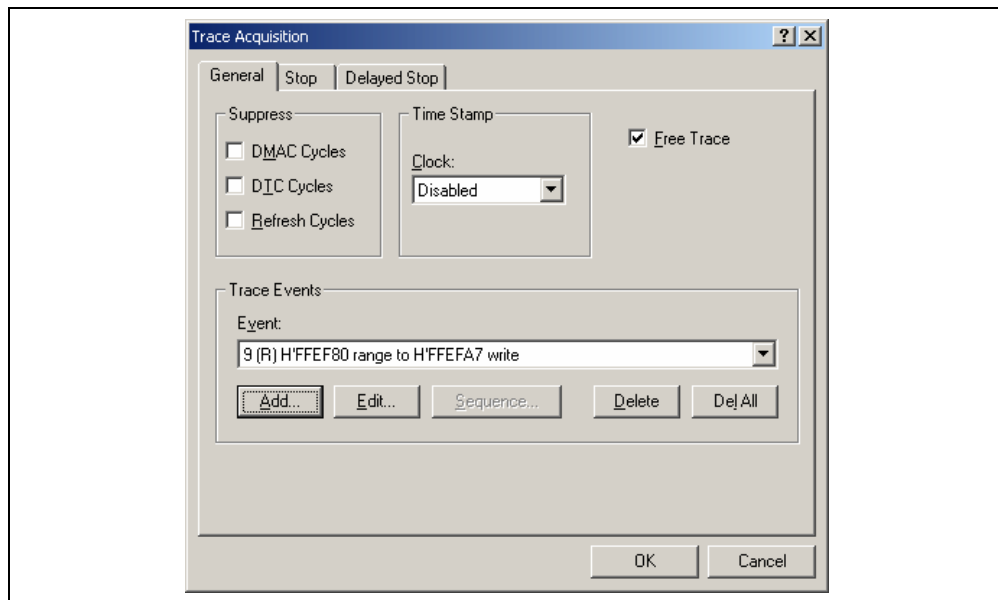 Trace Acquisition
General Stop Delayed Stop
Suppress
DMAC Cycles
DTC Cycles
Refresh Cycles
Time Stamp
Clock:
Disabled
Free Trace
Trace Events
Event:
9 (R) H'FFEF80 range to H'FFEFA7 write
Add... Edit... Sequence... Delete Del All
OK Cancel